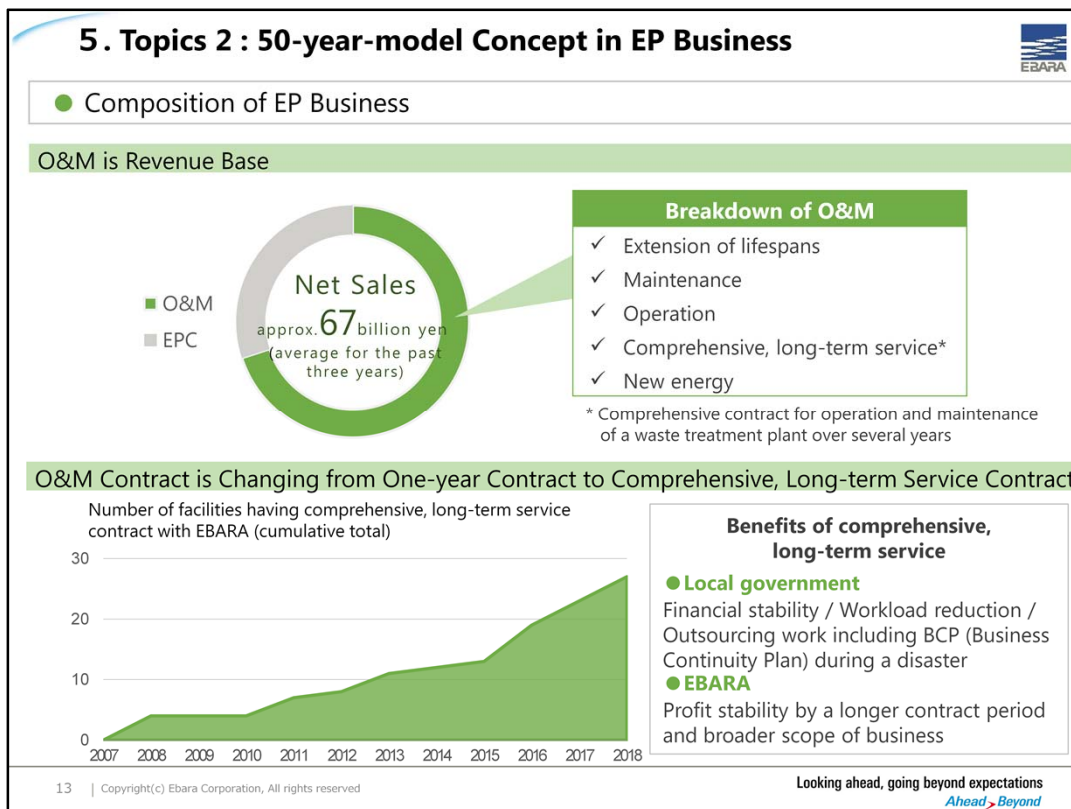 5. Topics 2 : 50-year-model Concept in EP Business
EBARA
● Composition of EP Business
O&M is Revenue Base
O&M
EPC
Net Sales
approx.67billion yen
(average for the past
three years)
Breakdown of O&M
✓ Extension of lifespans
✓ Maintenance
✓ Operation
✓ Comprehensive, long-term service*
✓ New energy
* Comprehensive contract for operation and maintenance
of a waste treatment plant over several years
O&M Contract is Changing from One-year Contract to Comprehensive, Long-term Service Contract
Number of facilities having comprehensive, long-term service
contract with EBARA (cumulative total)
30
20
10
0
2007 2008 2009 2010 2011 2012 2013 2014 2015 2016 2017 2018
Benefits of comprehensive,
long-term service
●Local government
Financial stability / Workload reduction /
Outsourcing work including BCP (Business
Continuity Plan) during a disaster
●EBARA
Profit stability by a longer contract period
and broader scope of business
13 | Copyright(c) Ebara Corporation, All rights reserved
Looking ahead, going beyond expectations
Ahead Beyond